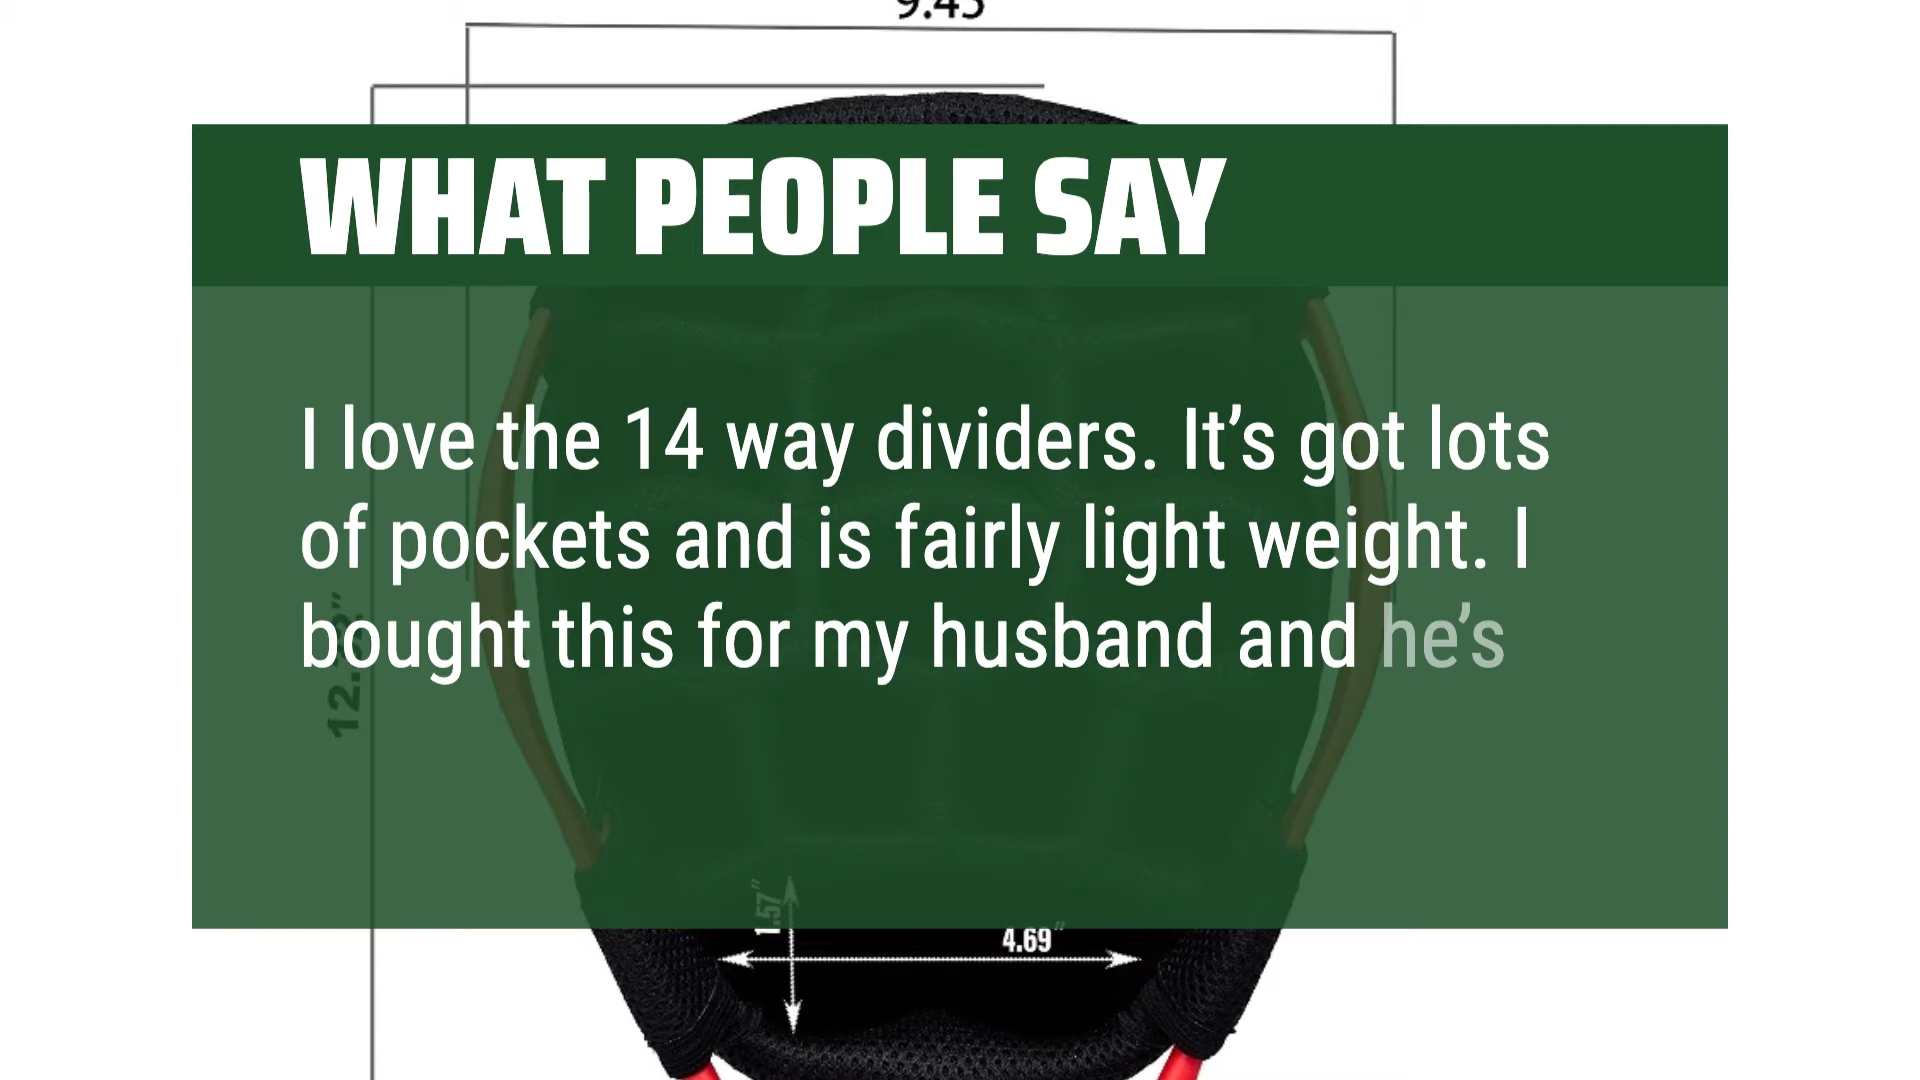 9.45
WHAT PEOPLE SAY
I love the 14 way dividers. It’s got lots
of pockets and is fairly light weight. I
bought this for my husband and he’s
1.57"
4.69"